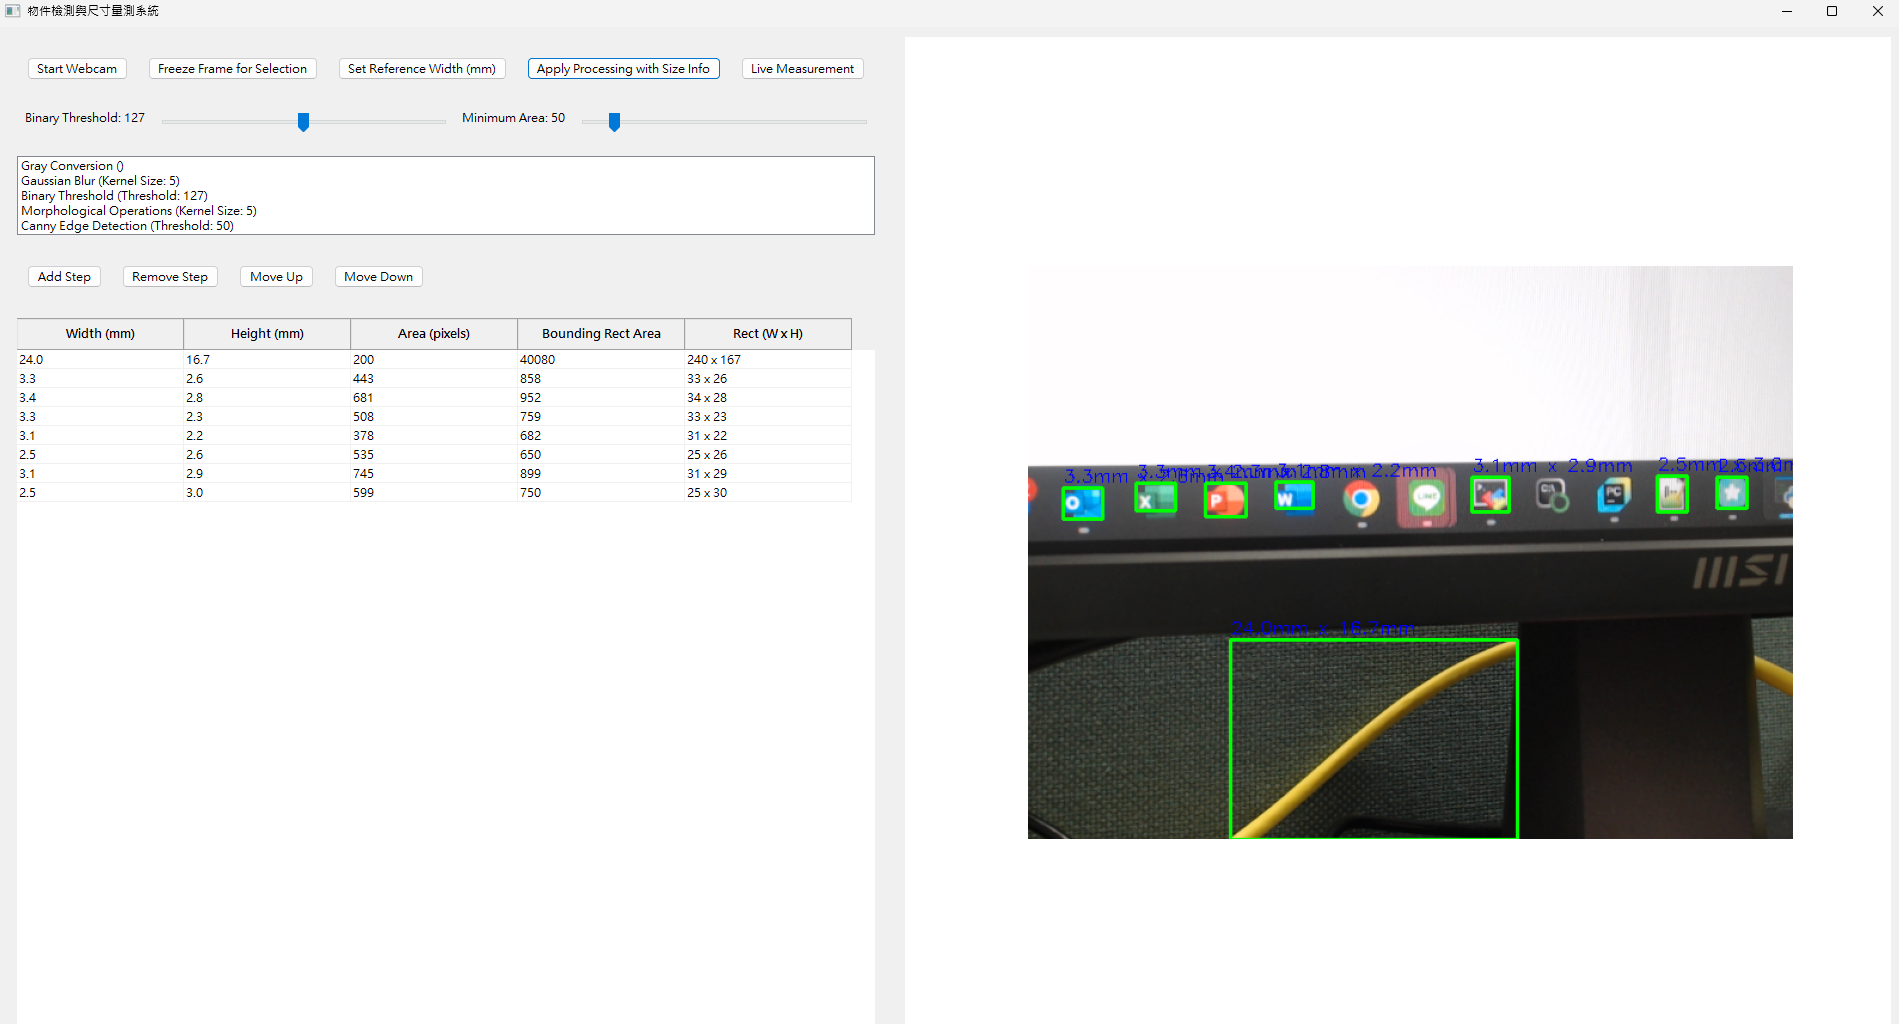 物件檢測與尺寸量測系統
Start Webcam
Freeze Frame for Selection
Set Reference Width (mm)
Apply Processing with Size Info
Live Measurement
Binary Threshold: 127
Minimum Area: 50
Gray Conversion ()
Gaussian Blur (Kernel Size: 5)
Binary Threshold (Threshold: 127)
Morphological Operations (Kernel Size: 5)
Canny Edge Detection (Threshold: 50)
Add Step
Remove Step
Move Up
Move Down
Width (mm) Height (mm) Area (pixels) Bounding Rect Area Rect (W x H)
24.0 16.7 200 40080 240 x 167
3.3 2.6 443 858 33 x 26
3.4 2.8 681 952 34 x 28
3.3 2.3 508 759 33 x 23
3.1 2.2 378 682 31 x 22
2.5 2.6 535 650 25 x 26
3.1 2.9 745 899 31 x 29
2.5 3.0 599 750 25 x 30
3.3mm
2.2mm
3.1mm x 2.9mm
2.5mm
X
P
W
LINE
PC
msi
24.0mm x 16.7mm